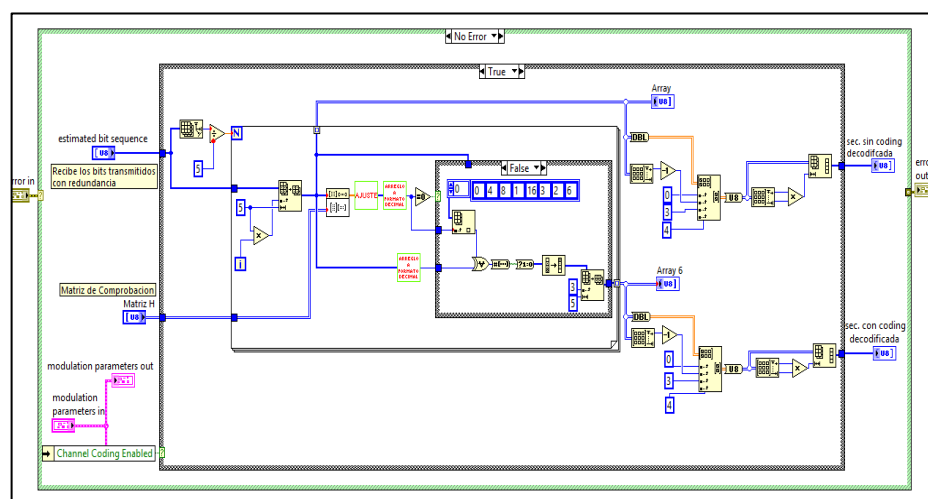 No Error
True
Array
[U8]
estimated bit sequence
[U8]
N
5
Recibe los bits transmitidos
con redundancia
rror in
DBL
sec. sin coding
decodifcada
[U8]
erro
out
False
0
0 4 8 1 16 3 2 6
AJUSTE
ARREGLO
A
FORMATO
DECIMAL
=0
?
-1
0
3
4
U8
5
i
x
ARREGLO
A
FORMATO
DECIMAL
?1:0
3
5
Array 6
[U8]
Matriz de Comprobacion
Matriz H
[U8]
DBL
-1
0
3
4
U8
x
sec. con coding
decodificada
[U8]
modulation parameters out
modulation
parameters in
Channel Coding Enabled
?